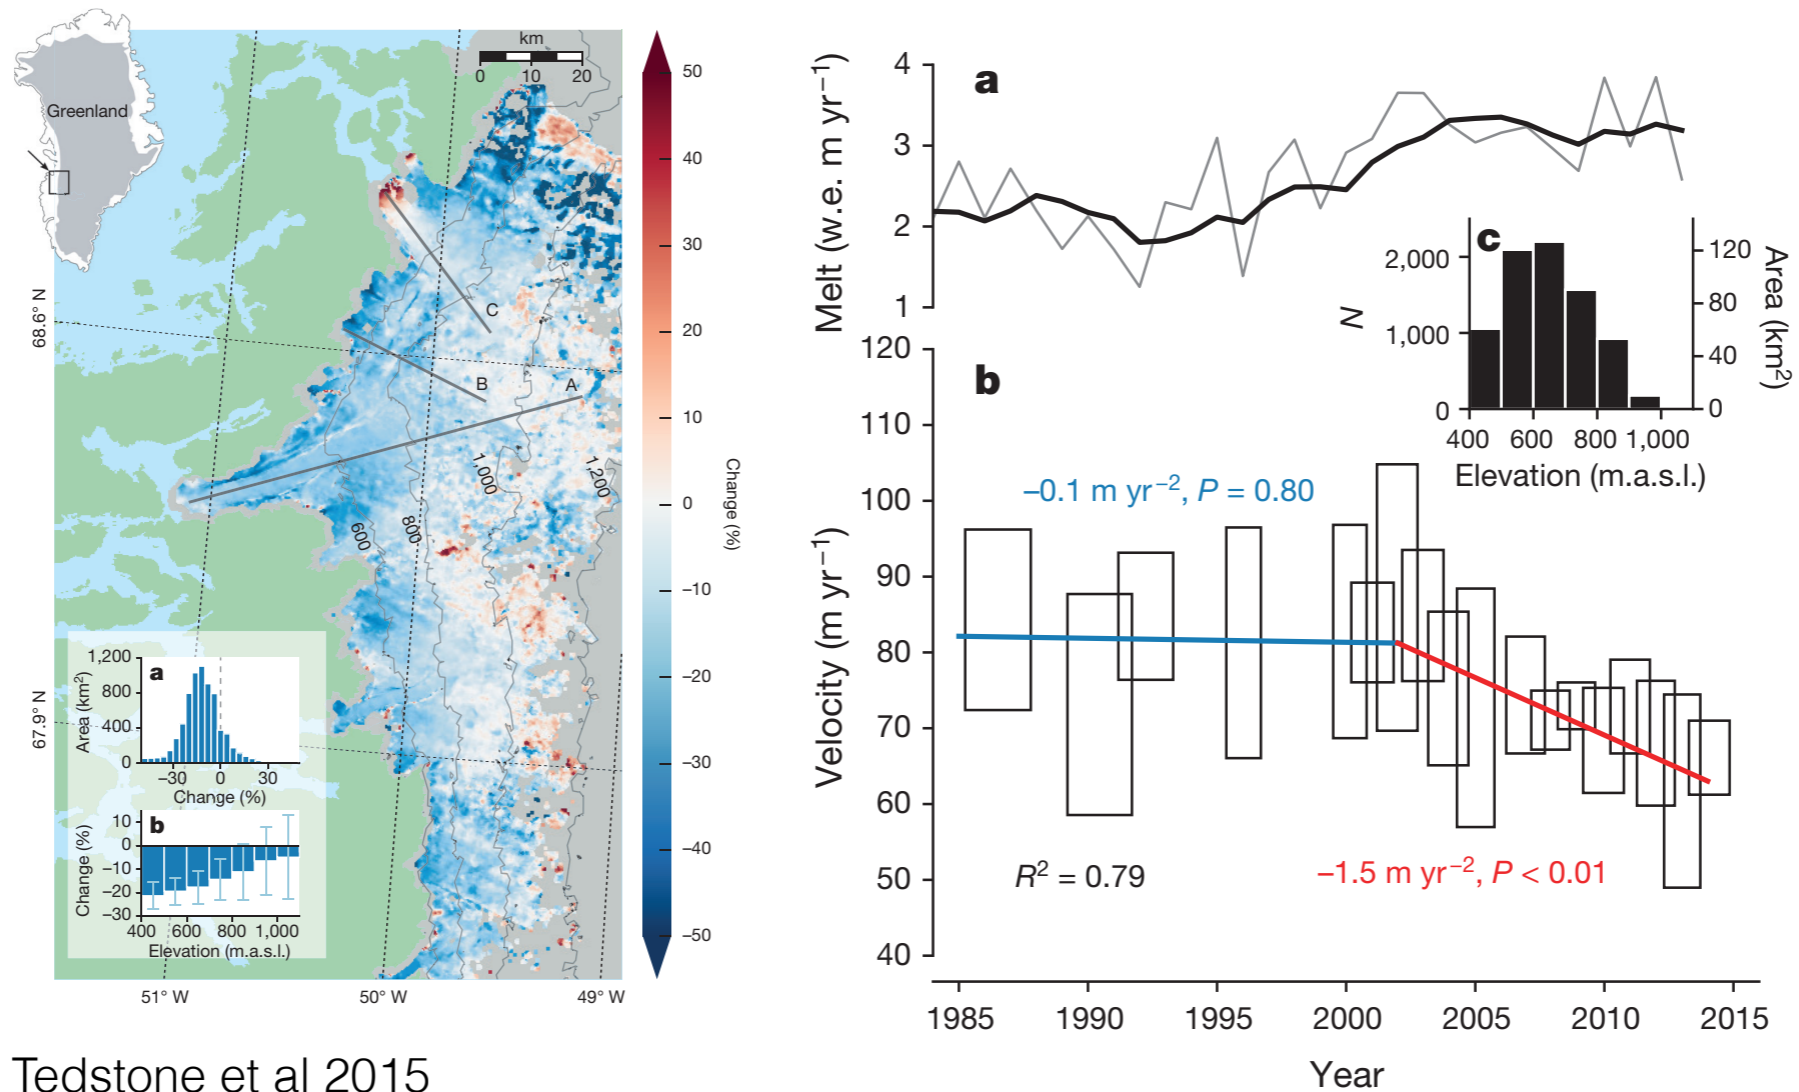 Greenland
km
0 10 20
68.6° N
67.9° N
C
B
A
600
800
1,000
1,200
a
Area (km²)
1,200
800
400
0
−30 0 30
Change (%)
b
Change (%)
10
0
−10
−20
−30
400 600 800 1,000
Elevation (m.a.s.l.)
51° W 50° W 49° W
50
40
30
20
10
0
−10
−20
−30
−40
−50
Change (%)
a
Melt (w.e. m yr⁻¹)
4
3
2
1
c
N
2,000
1,000
0
120
80
40
0
Area (km²)
400 600 800 1,000
Elevation (m.a.s.l.)
b
Velocity (m yr⁻¹)
120
110
100
90
80
70
60
50
40
−0.1 m yr⁻², P = 0.80
R² = 0.79
−1.5 m yr⁻², P < 0.01
1985 1990 1995 2000 2005 2010 2015
Year
Tedstone et al 2015